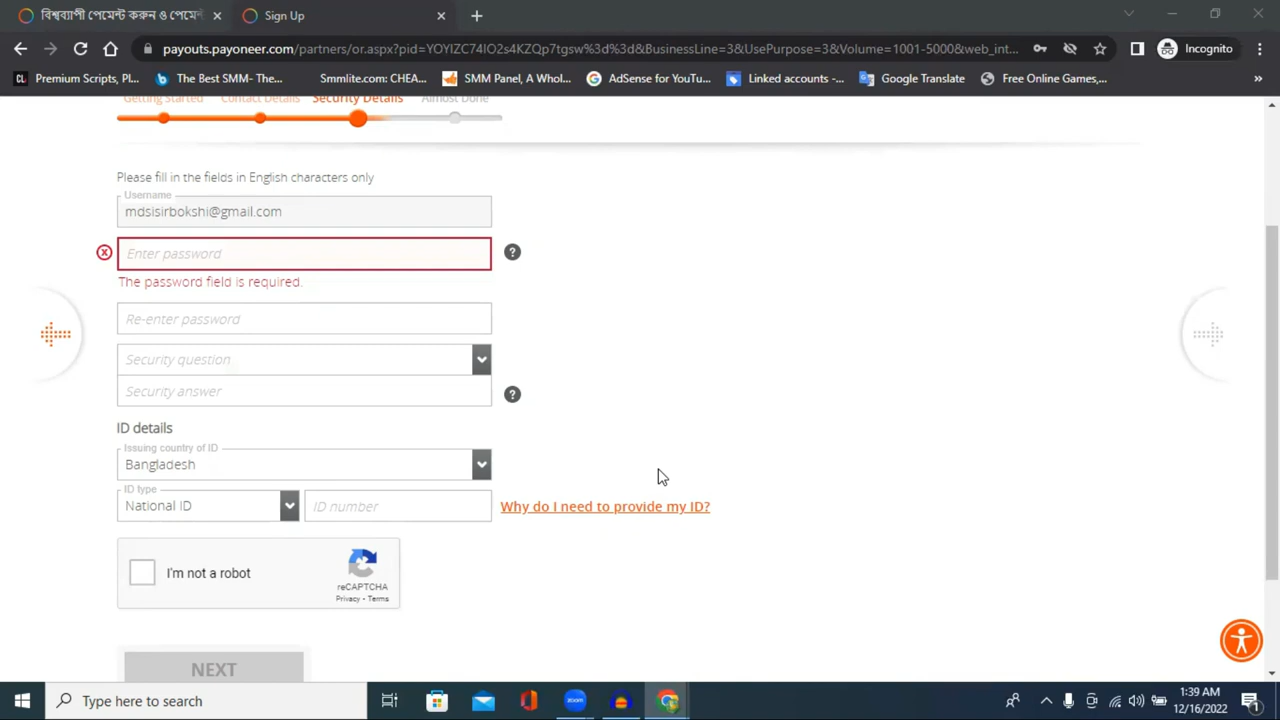 বিশ্বব্যাপী পেমেন্ট করুন ও পেমেন্ট
Sign Up
payouts.payoneer.com/partners/or.aspx?pid=YOYIZC74IO2s4KZQp7tgsw%3d%3d&BusinessLine=3&UsePurpose=3&Volume=1001-5000&web_int...
Incognito
CL Premium Scripts, Pl...
b The Best SMM- The...
Smmlite.com: CHEA...
SMM Panel, A Whol...
G AdSense for YouTu...
Linked accounts -...
Google Translate
Free Online Games,...
»
Getting Started
Contact Details
Security Details
Almost Done
Please fill in the fields in English characters only
Username
mdsisirbokshi@gmail.com
Enter password
?
The password field is required.
Re-enter password
Security question
Security answer
?
ID details
Issuing country of ID
Bangladesh
ID type
National ID
ID number
Why do I need to provide my ID?
I'm not a robot
reCAPTCHA
Privacy - Terms
NEXT
Type here to search
zoom
1:39 AM
12/16/2022
1